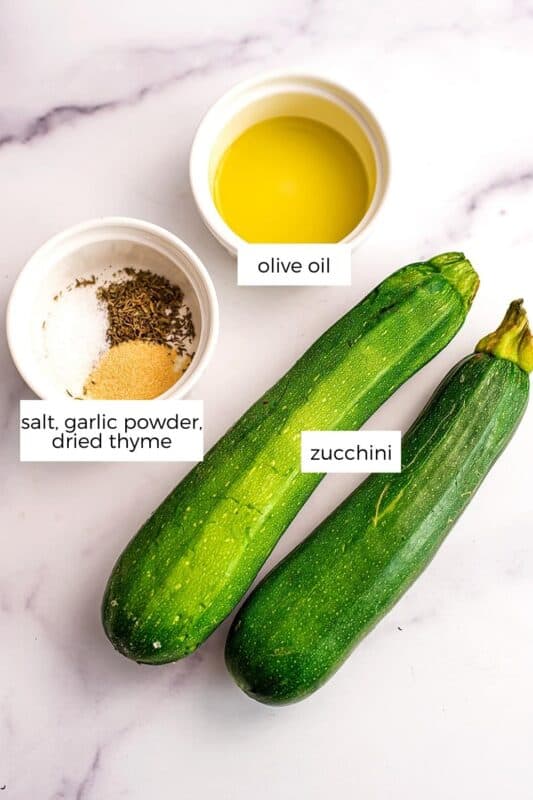 olive oil
salt, garlic powder,
dried thyme
zucchini